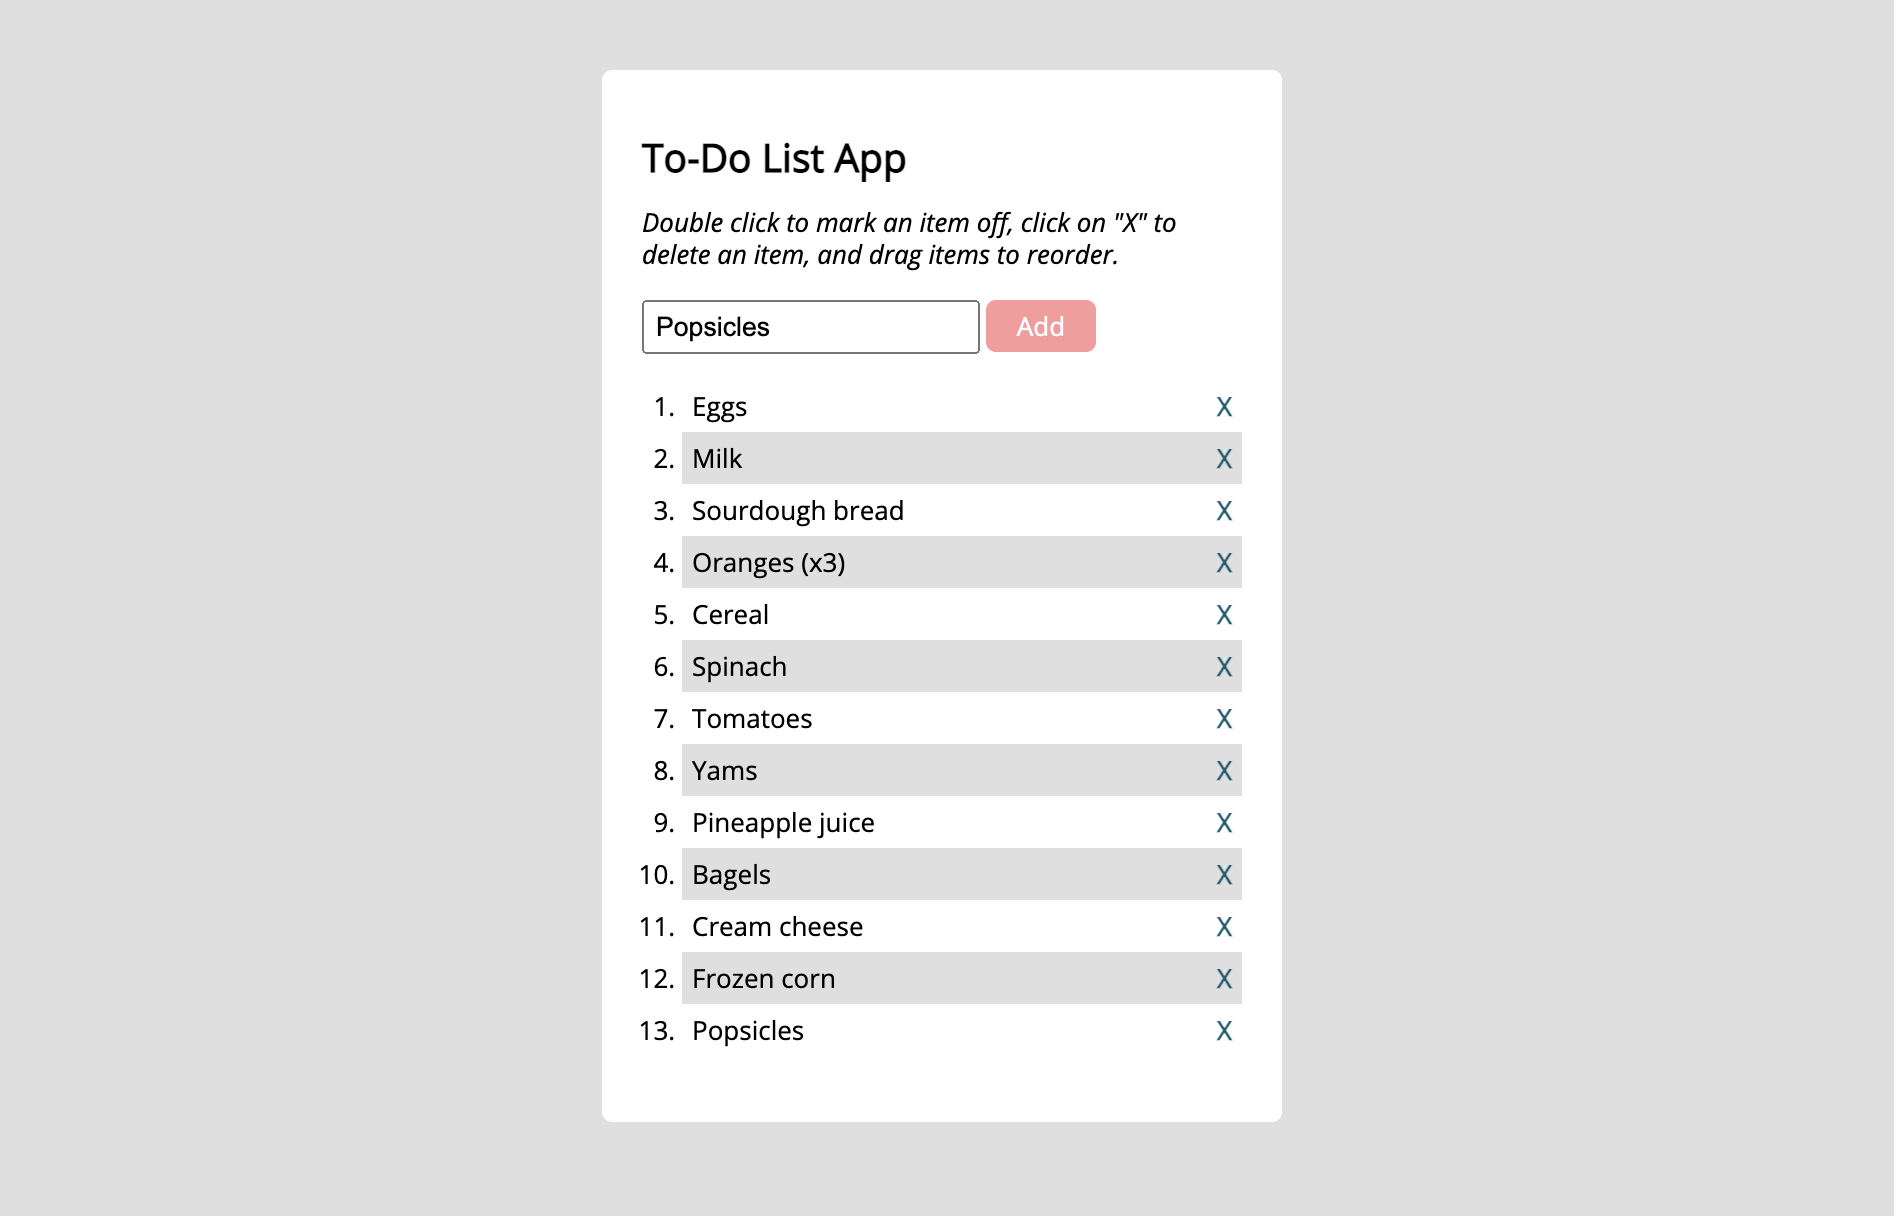 To-Do List App
Double click to mark an item off, click on "X" to
delete an item, and drag items to reorder.
Popsicles Add
1. Eggs X
2. Milk X
3. Sourdough bread X
4. Oranges (x3) X
5. Cereal X
6. Spinach X
7. Tomatoes X
8. Yams X
9. Pineapple juice X
10. Bagels X
11. Cream cheese X
12. Frozen corn X
13. Popsicles X